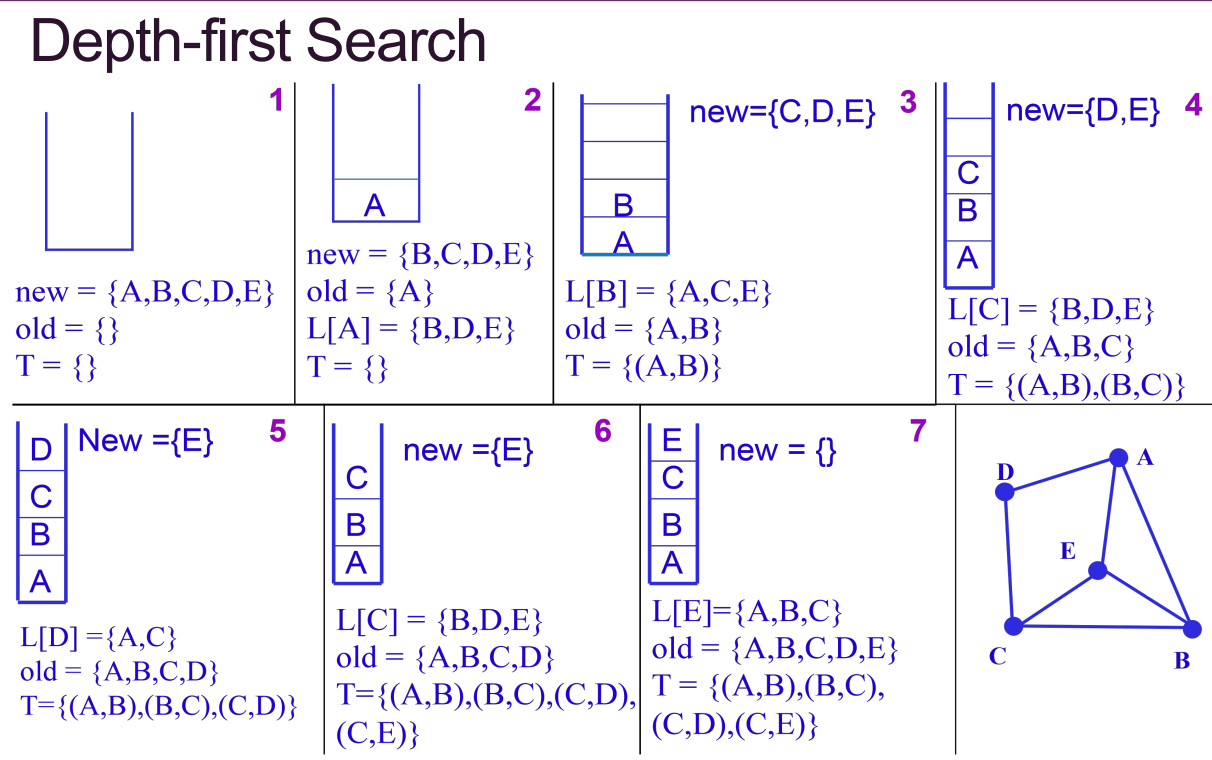 Depth-first Search
1
new = {A,B,C,D,E}
old = {}
T = {}
2
A
new = {B,C,D,E}
old = {A}
L[A] = {B,D,E}
T = {}
new={C,D,E} 3
B
A
L[B] = {A,C,E}
old = {A,B}
T = {(A,B)}
new={D,E} 4
C
B
A
L[C] = {B,D,E}
old = {A,B,C}
T = {(A,B),(B,C)}
D New ={E} 5
C
B
A
L[D] ={A,C}
old = {A,B,C,D}
T={(A,B),(B,C),(C,D)}
6
new ={E}
C
B
A
L[C] = {B,D,E}
old = {A,B,C,D}
T={(A,B),(B,C),(C,D),
(C,E)}
7
E new = {}
C
B
A
L[E]={A,B,C}
old = {A,B,C,D,E}
T = {(A,B),(B,C),
(C,D),(C,E)}
A
D
E
C
B